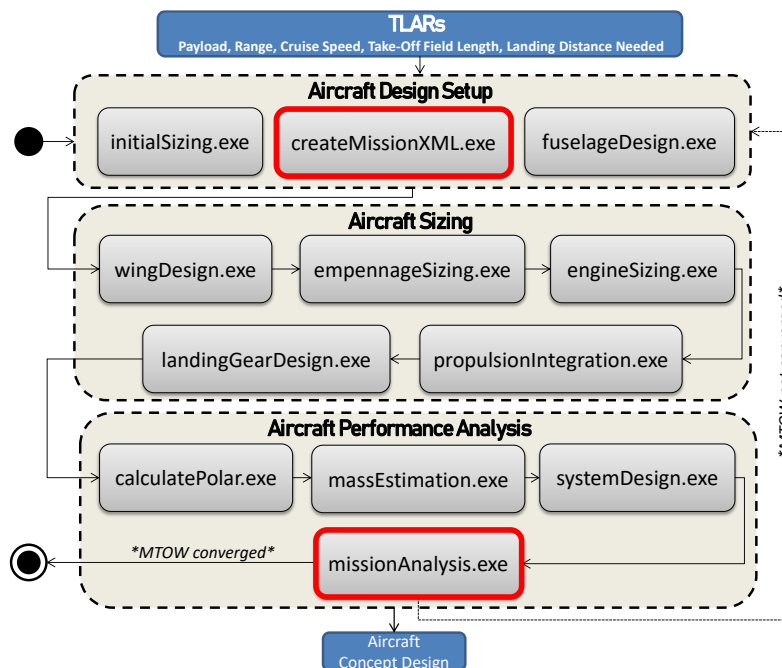 TLARs
Payload, Range, Cruise Speed, Take-Off Field Length, Landing Distance Needed
Aircraft Design Setup
initialSizing.exe
createMissionXML.exe
fuselageDesign.exe
Aircraft Sizing
wingDesign.exe
empennageSizing.exe
engineSizing.exe
landingGearDesign.exe
propulsionIntegration.exe
Aircraft Performance Analysis
calculatePolar.exe
massEstimation.exe
systemDesign.exe
*MTOW converged*
missionAnalysis.exe
Aircraft
Concept Design